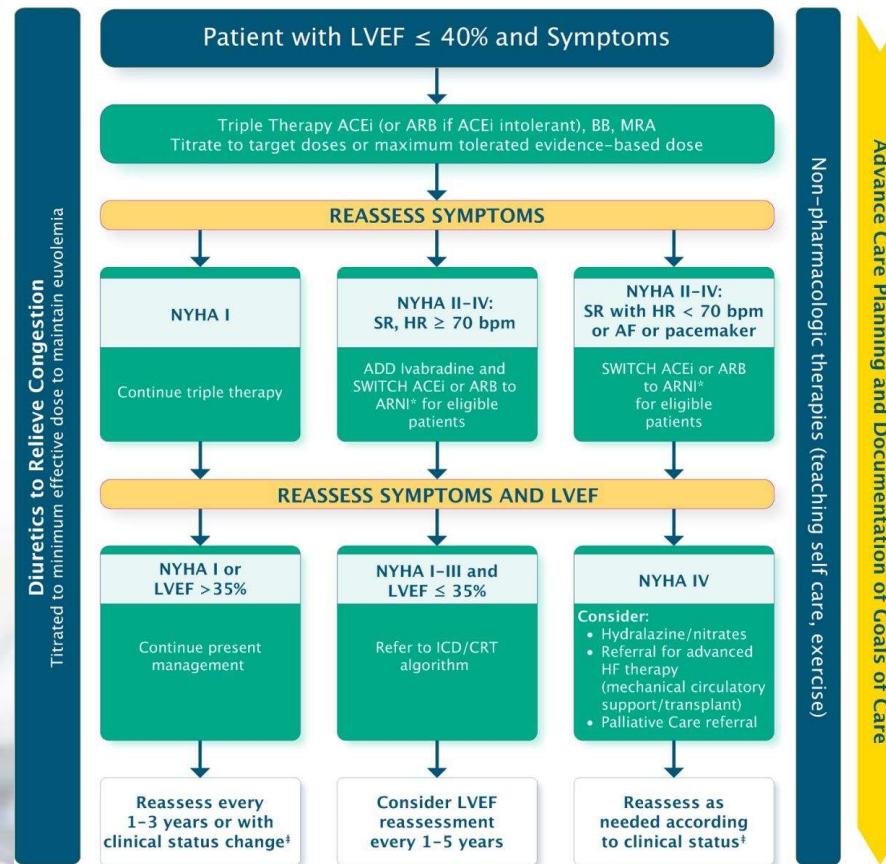 Diuretics to Relieve Congestion
Titrated to minimum effective dose to maintain euvolemia
Patient with LVEF ≤ 40% and Symptoms
Triple Therapy ACEi (or ARB if ACEi intolerant), BB, MRA
Titrate to target doses or maximum tolerated evidence-based dose
REASSESS SYMPTOMS
NYHA I
Continue triple therapy
NYHA II-IV:
SR, HR ≥ 70 bpm
ADD Ivabradine and
SWITCH ACEi or ARB to
ARNI* for eligible
patients
NYHA II-IV:
SR with HR < 70 bpm
or AF or pacemaker
SWITCH ACEi or ARB
to ARNI*
for eligible
patients
REASSESS SYMPTOMS AND LVEF
NYHA I or
LVEF >35%
Continue present
management
NYHA I-III and
LVEF ≤ 35%
Refer to ICD/CRT
algorithm
NYHA IV
Consider:
• Hydralazine/nitrates
• Referral for advanced
HF therapy
(mechanical circulatory
support/transplant)
• Palliative Care referral
Reassess every
1-3 years or with
clinical status change‡
Consider LVEF
reassessment
every 1-5 years
Reassess as
needed according
to clinical status‡
Non-pharmacologic therapies (teaching self care, exercise)
Advance Care Planning and Documentation of Goals of Care